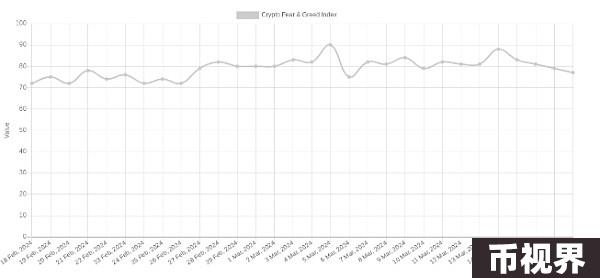 Crypto Fear & Greed Index
100
90
80
70
60
50
40
30
20
10
0
Value
18 Feb, 2024
19 Feb, 2024
20 Feb, 2024
21 Feb, 2024
22 Feb, 2024
23 Feb, 2024
24 Feb, 2024
25 Feb, 2024
26 Feb, 2024
27 Feb, 2024
28 Feb, 2024
29 Feb, 2024
1 Mar, 2024
2 Mar, 2024
3 Mar, 2024
4 Mar, 2024
5 Mar, 2024
6 Mar, 2024
7 Mar, 2024
8 Mar, 2024
9 Mar, 2024
10 Mar, 2024
11 Mar, 2024
12 Mar, 2024
13 Mar, 2024
币视界